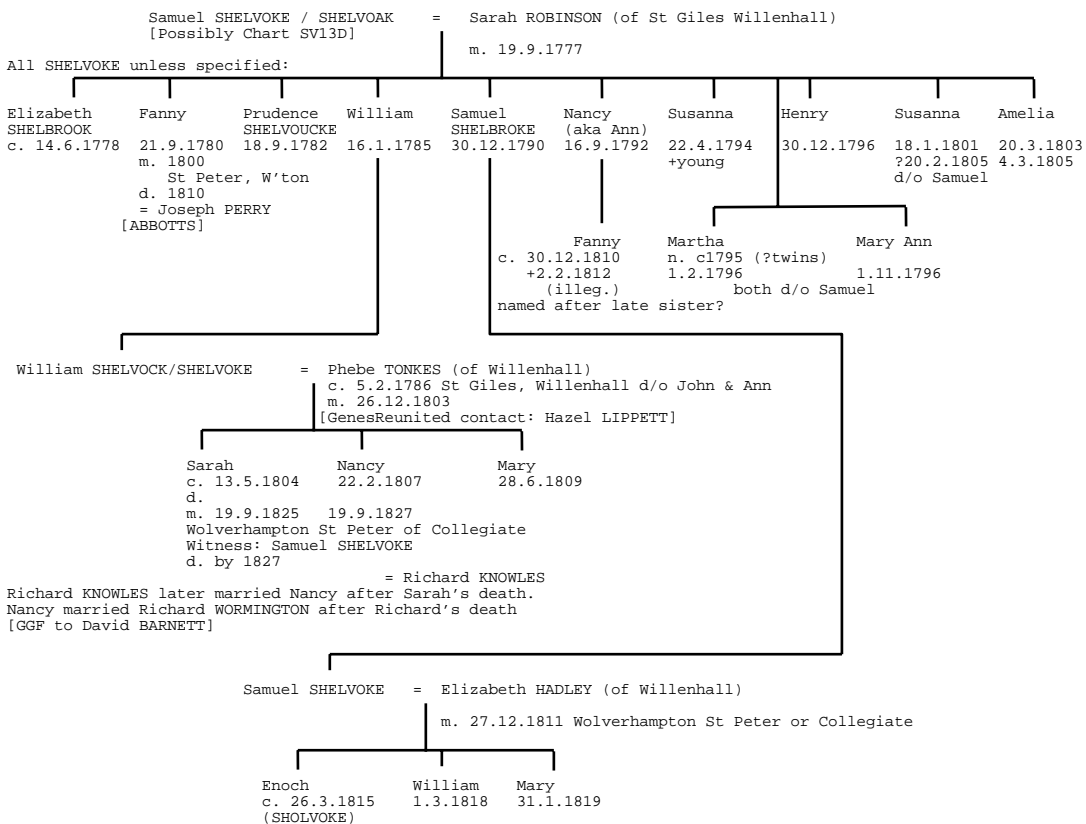 Samuel SHELVOKE / SHELVOAK = Sarah ROBINSON (of St Giles Willenhall)
[Possibly Chart SV13D]
m. 19.9.1777
All SHELVOKE unless specified:
Elizabeth Fanny Prudence William Samuel Nancy Susanna Henry Susanna Amelia
SHELBROOK SHELVOUCKE SHELBROKE (aka Ann)
c. 14.6.1778 21.9.1780 18.9.1782 16.1.1785 30.12.1790 16.9.1792 22.4.1794 30.12.1796 18.1.1801 20.3.1803
m. 1800 +young ?20.2.1805 4.3.1805
St Peter, W'ton d/o Samuel
d. 1810
= Joseph PERRY
[ABBOTTS]
Fanny Martha Mary Ann
c. 30.12.1810 n. c1795 (?twins)
+2.2.1812 1.2.1796 1.11.1796
(illeg.) both d/o Samuel
named after late sister?
William SHELVOCK/SHELVOKE = Phebe TONKES (of Willenhall)
c. 5.2.1786 St Giles, Willenhall d/o John & Ann
m. 26.12.1803
[GenesReunited contact: Hazel LIPPETT]
Sarah Nancy Mary
c. 13.5.1804 22.2.1807 28.6.1809
d.
m. 19.9.1825 19.9.1827
Wolverhampton St Peter of Collegiate
Witness: Samuel SHELVOKE
d. by 1827
= Richard KNOWLES
Richard KNOWLES later married Nancy after Sarah's death.
Nancy married Richard WORMINGTON after Richard's death
[GGF to David BARNETT]
Samuel SHELVOKE = Elizabeth HADLEY (of Willenhall)
m. 27.12.1811 Wolverhampton St Peter or Collegiate
Enoch William Mary
c. 26.3.1815 1.3.1818 31.1.1819
(SHOLVOKE)